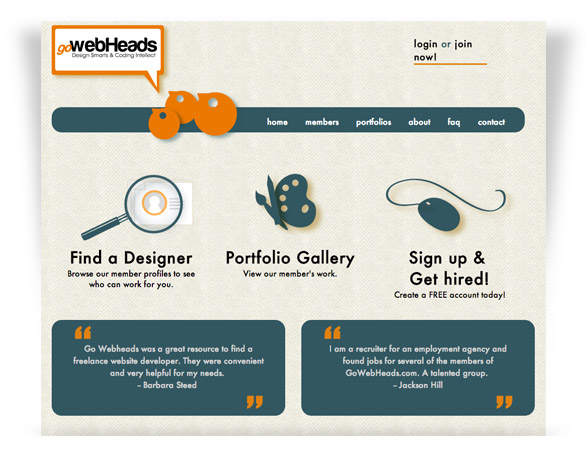 gowebHeads
Design Smarts & Coding Intellect
login or join
now!
home members portfolios about faq contact
Find a Designer
Browse our member profiles to see
who can work for you.
Portfolio Gallery
View our member's work.
Sign up &
Get hired!
Create a FREE account today!
“
Go Webheads was a great resource to find a
freelance website developer. They were convenient
and very helpful for my needs.
– Barbara Steed
”
“
I am a recruiter for an employment agency and
found jobs for several of the members of
GoWebHeads.com. A talented group.
– Jackson Hill
”